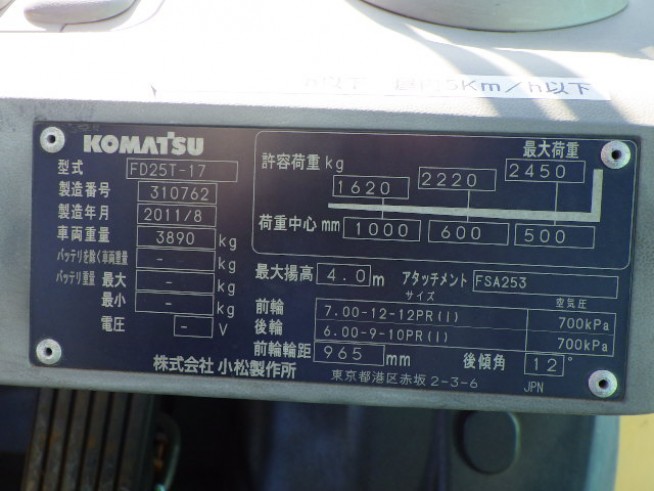 5Km/h以下
KOMATSU
型式 FD25T-17
製造番号 310762
製造年月 2011/8
車両重量 3890 kg
バッテリを除く車両重量 - kg
バッテリ重量 最大 - kg
最小 - kg
電圧 - V
最大荷重
許容荷重 kg 1620 2220 2450
荷重中心 mm 1000 600 500
最大揚高 4.0 m アタッチメント FSA253
サイズ 空気圧
前輪 7.00-12-12PR(I) 700kPa
後輪 6.00-9-10PR(I) 700kPa
前輪輪距 965 mm 後傾角 12°
株式会社 小松製作所 東京都港区赤坂2-3-6 JPN